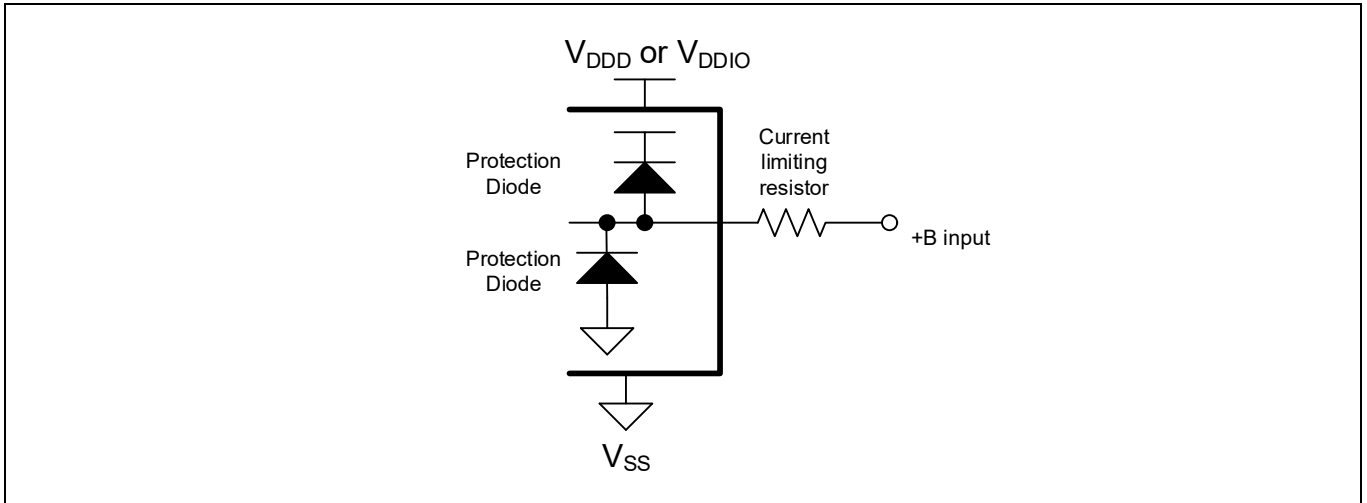 VDDD or VDDIO
Protection
Diode
Current
limiting
resistor
+B input
Protection
Diode
VSS